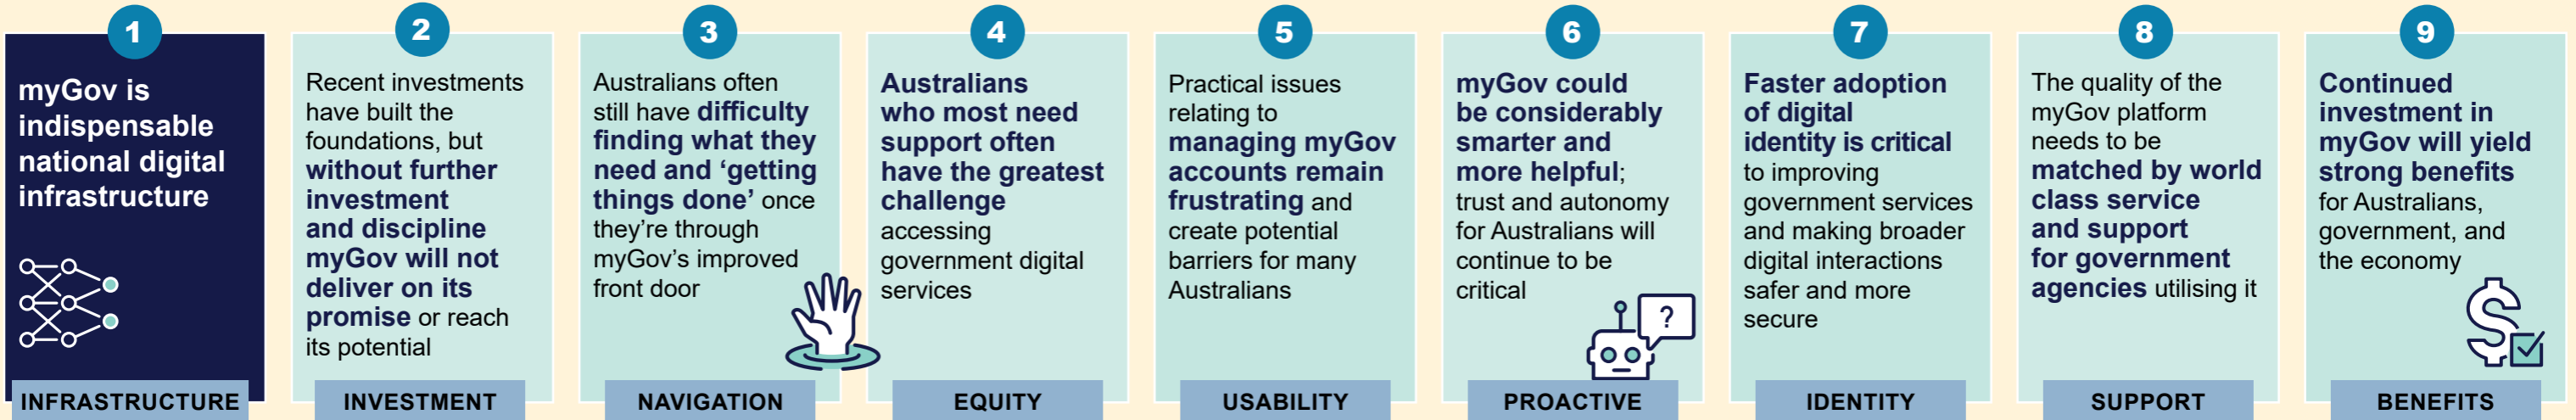 1
myGov is
indispensable
national digital
infrastructure
INFRASTRUCTURE
2
Recent investments
have built the
foundations, but
without further
investment
and discipline
myGov will not
deliver on its
promise or reach
its potential
INVESTMENT
3
Australians often
still have difficulty
finding what they
need and ‘getting
things done’ once
they’re through
myGov’s improved
front door
NAVIGATION
4
Australians
who most need
support often
have the greatest
challenge
accessing
government digital
services
EQUITY
5
Practical issues
relating to
managing myGov
accounts remain
frustrating and
create potential
barriers for many
Australians
USABILITY
6
myGov could
be considerably
smarter and
more helpful;
trust and autonomy
for Australians will
continue to be
critical
?
PROACTIVE
7
Faster adoption
of digital
identity is critical
to improving
government services
and making broader
digital interactions
safer and more
secure
IDENTITY
8
The quality of the
myGov platform
needs to be
matched by world
class service
and support
for government
agencies utilising it
SUPPORT
9
Continued
investment in
myGov will yield
strong benefits
for Australians,
government, and
the economy
$
BENEFITS